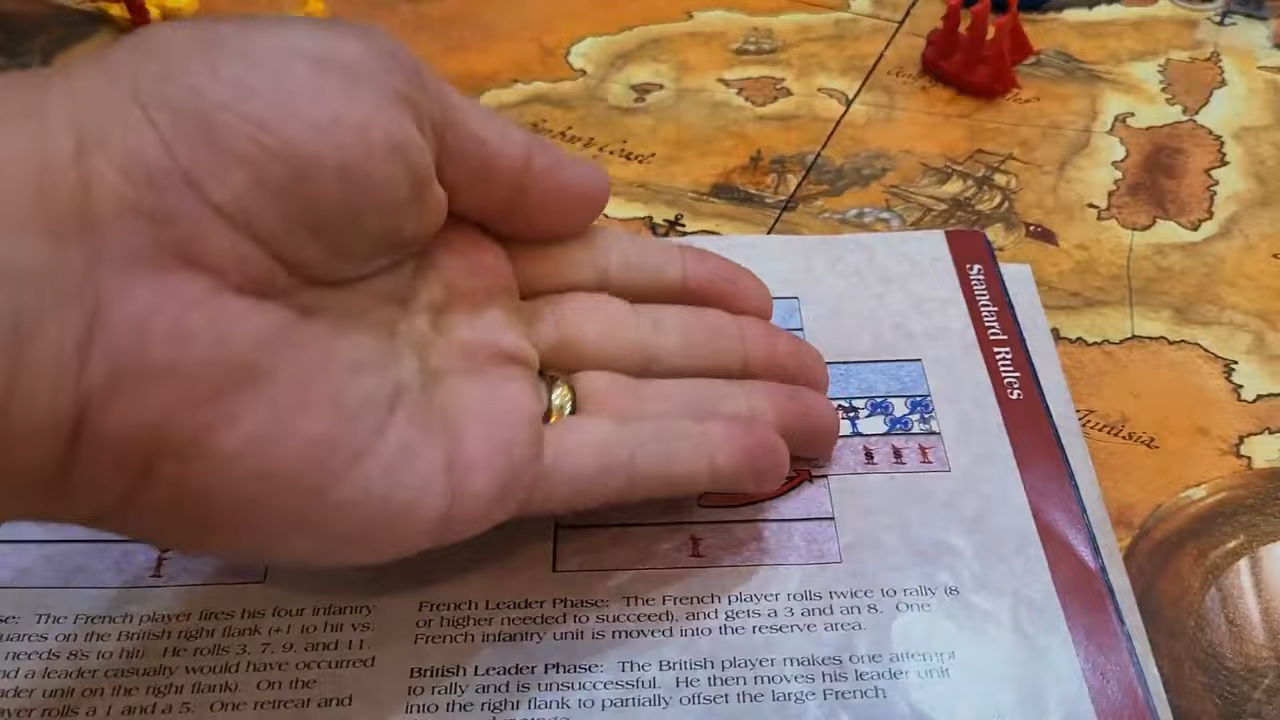 Barbary Coast
Standard Rules
Tunisia
se: The French player fires his four infantry
uares on the British right flank (+1 to hit vs.
needs 8's to hit). He rolls 3, 7, 9, and 11.
nd a leader casualty would have occurred
ader unit on the right flank). On the
ayer rolls a 1 and a 5. One retreat and
French Leader Phase: The French player rolls twice to rally (8
or higher needed to succeed), and gets a 3 and an 8. One
French infantry unit is moved into the reserve area.
British Leader Phase: The British player makes one attempt
to rally and is unsuccessful. He then moves his leader unit
into the right flank to partially offset the large French